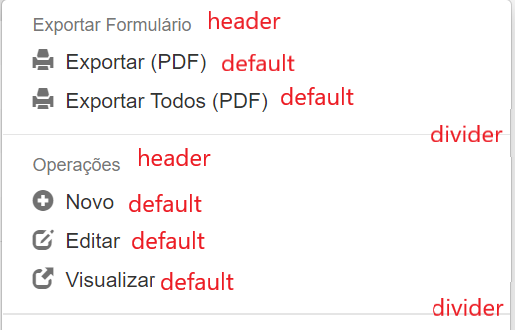 Exportar Formulário header
Exportar (PDF) default
Exportar Todos (PDF) default
divider
Operações header
Novo default
Editar default
Visualizar default
divider